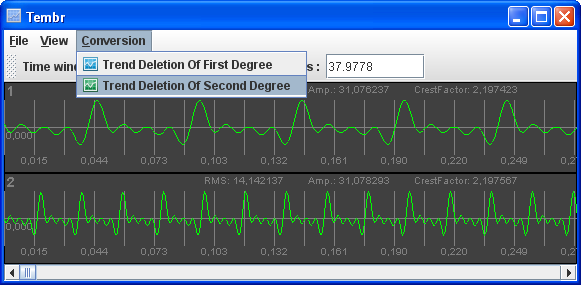 Tembr
File View Conversion
Time wind s : 37.9778
Trend Deletion Of First Degree
Trend Deletion Of Second Degree
1 Amp.: 31,076237 CrestFactor: 2,197423
0,000
0,015 0,044 0,073 0,103 0,132 0,161 0,190 0,220 0,249 0,2
2 RMS: 14,142137 Amp.: 31,078293 CrestFactor: 2,197567
0,000
0,015 0,044 0,073 0,103 0,132 0,161 0,190 0,220 0,249 0,27